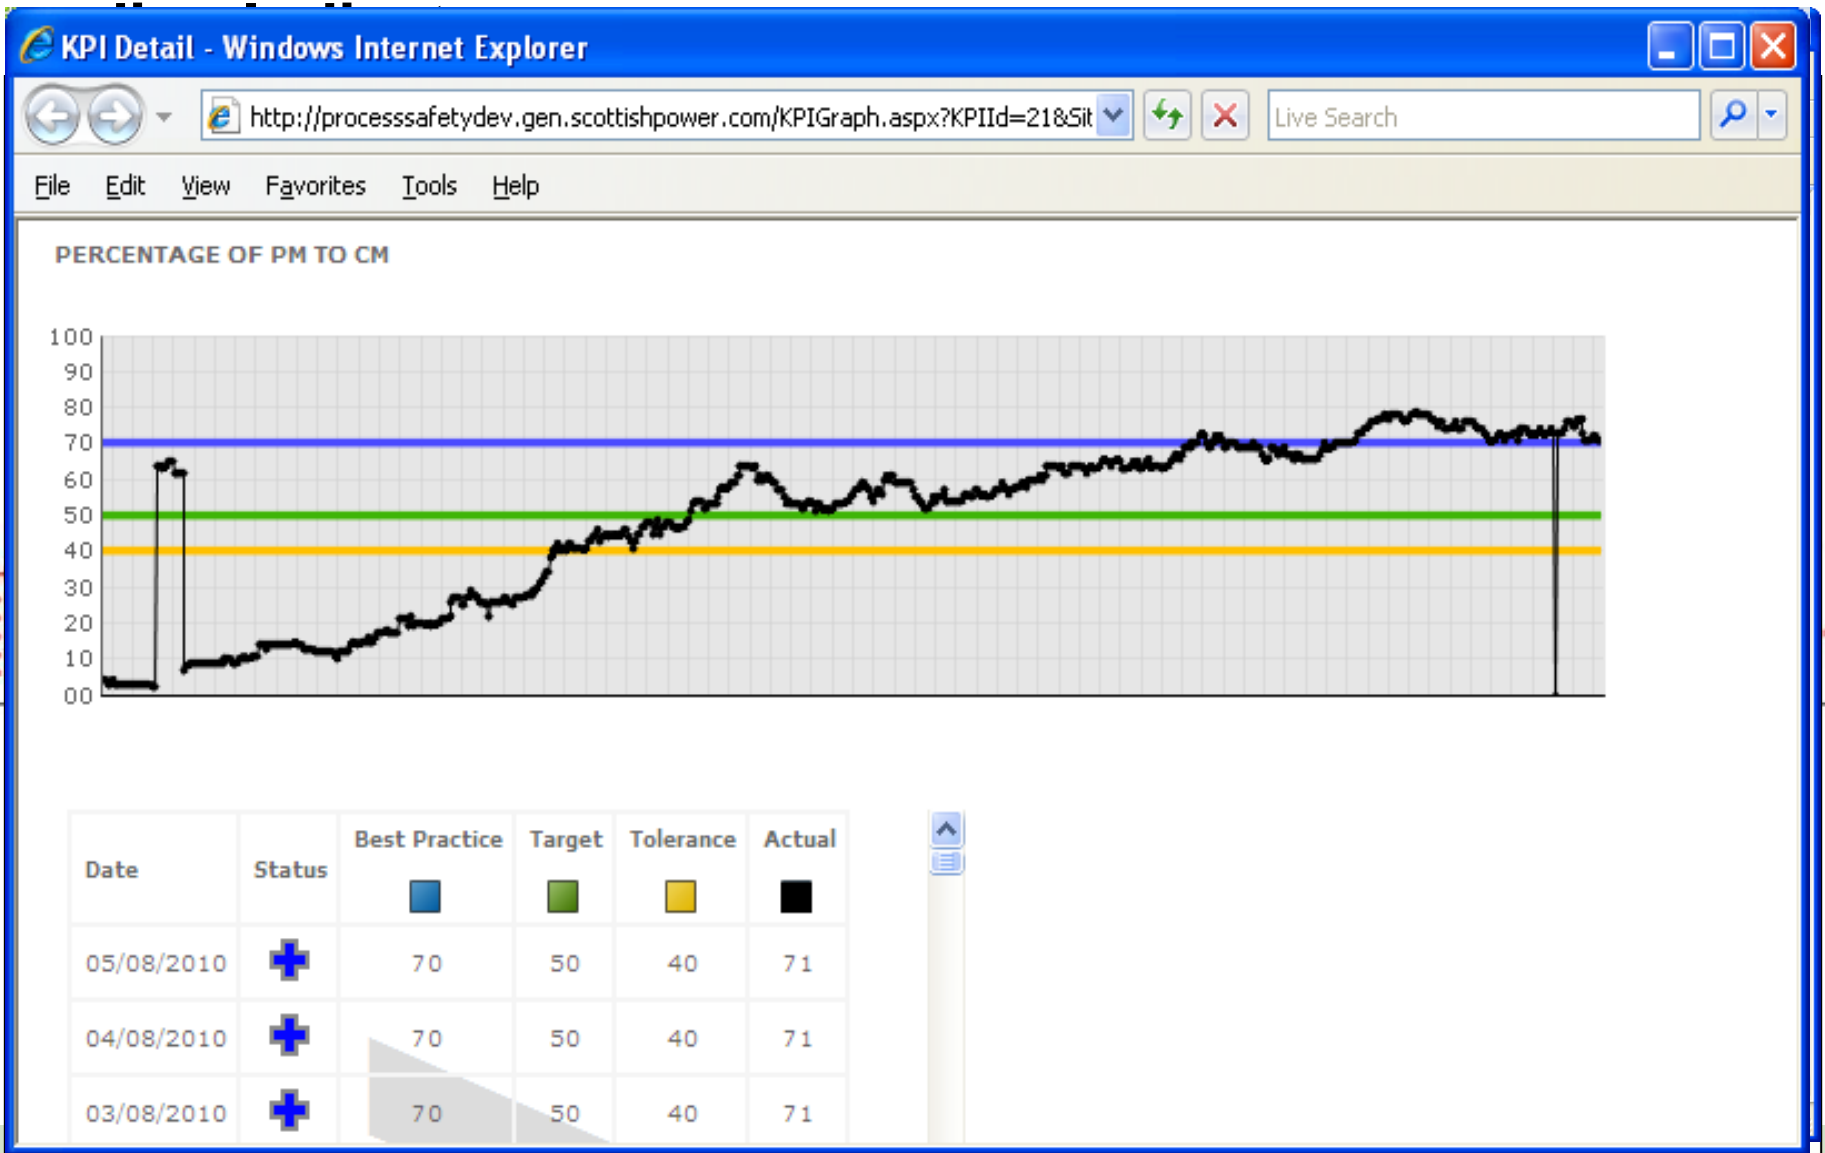 KPI Detail - Windows Internet Explorer
http://processsafetydev.gen.scottishpower.com/KPIGraph.aspx?KPIId=21&Sit
Live Search
File Edit View Favorites Tools Help
PERCENTAGE OF PM TO CM
100
90
80
70
60
50
40
30
20
10
00
Date Status Best Practice Target Tolerance Actual
05/08/2010 70 50 40 71
04/08/2010 70 50 40 71
03/08/2010 70 50 40 71